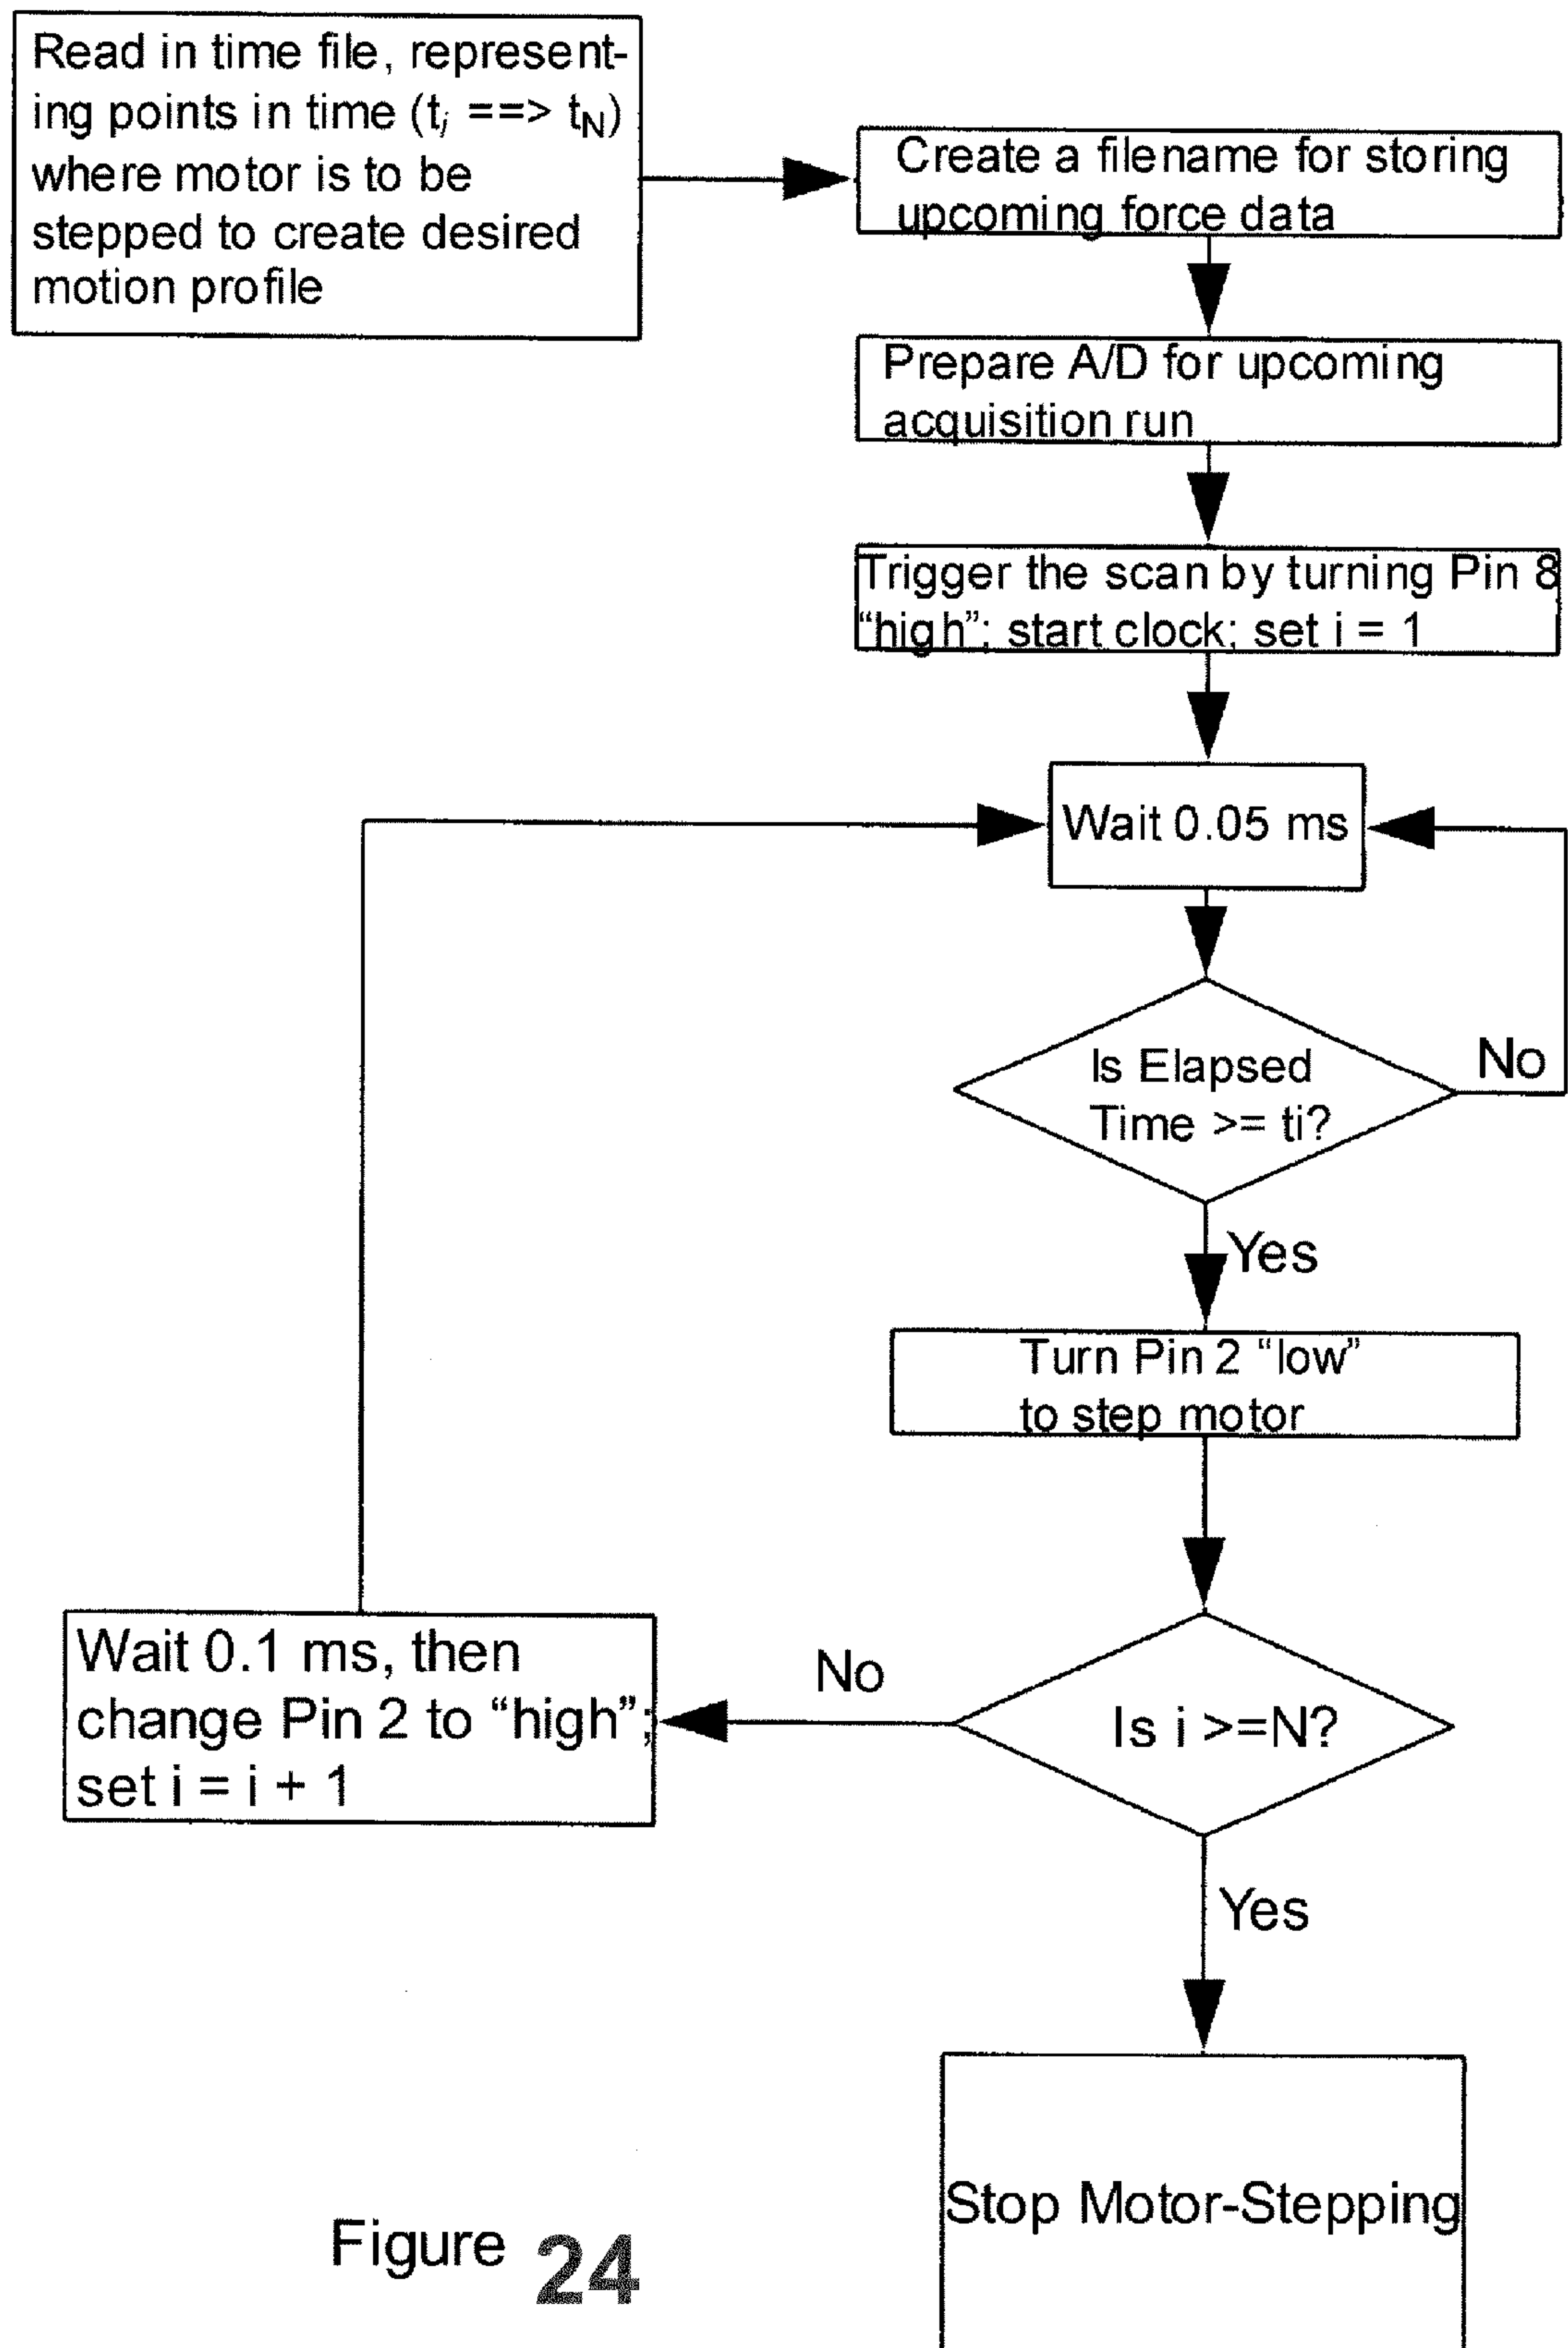 Read in time file, represent-
ing points in time (ti ==> tN)
where motor is to be
stepped to create desired
motion profile
Create a filename for storing
upcoming force data
Prepare A/D for upcoming
acquisition run
Trigger the scan by turning Pin 8
“high”; start clock; set i = 1
Wait 0.05 ms
Is Elapsed
Time >= ti?
No
Yes
Turn Pin 2 “low”
to step motor
Is i >=N?
No
Wait 0.1 ms, then
change Pin 2 to “high”;
set i = i + 1
Yes
Stop Motor-Stepping
Figure 24